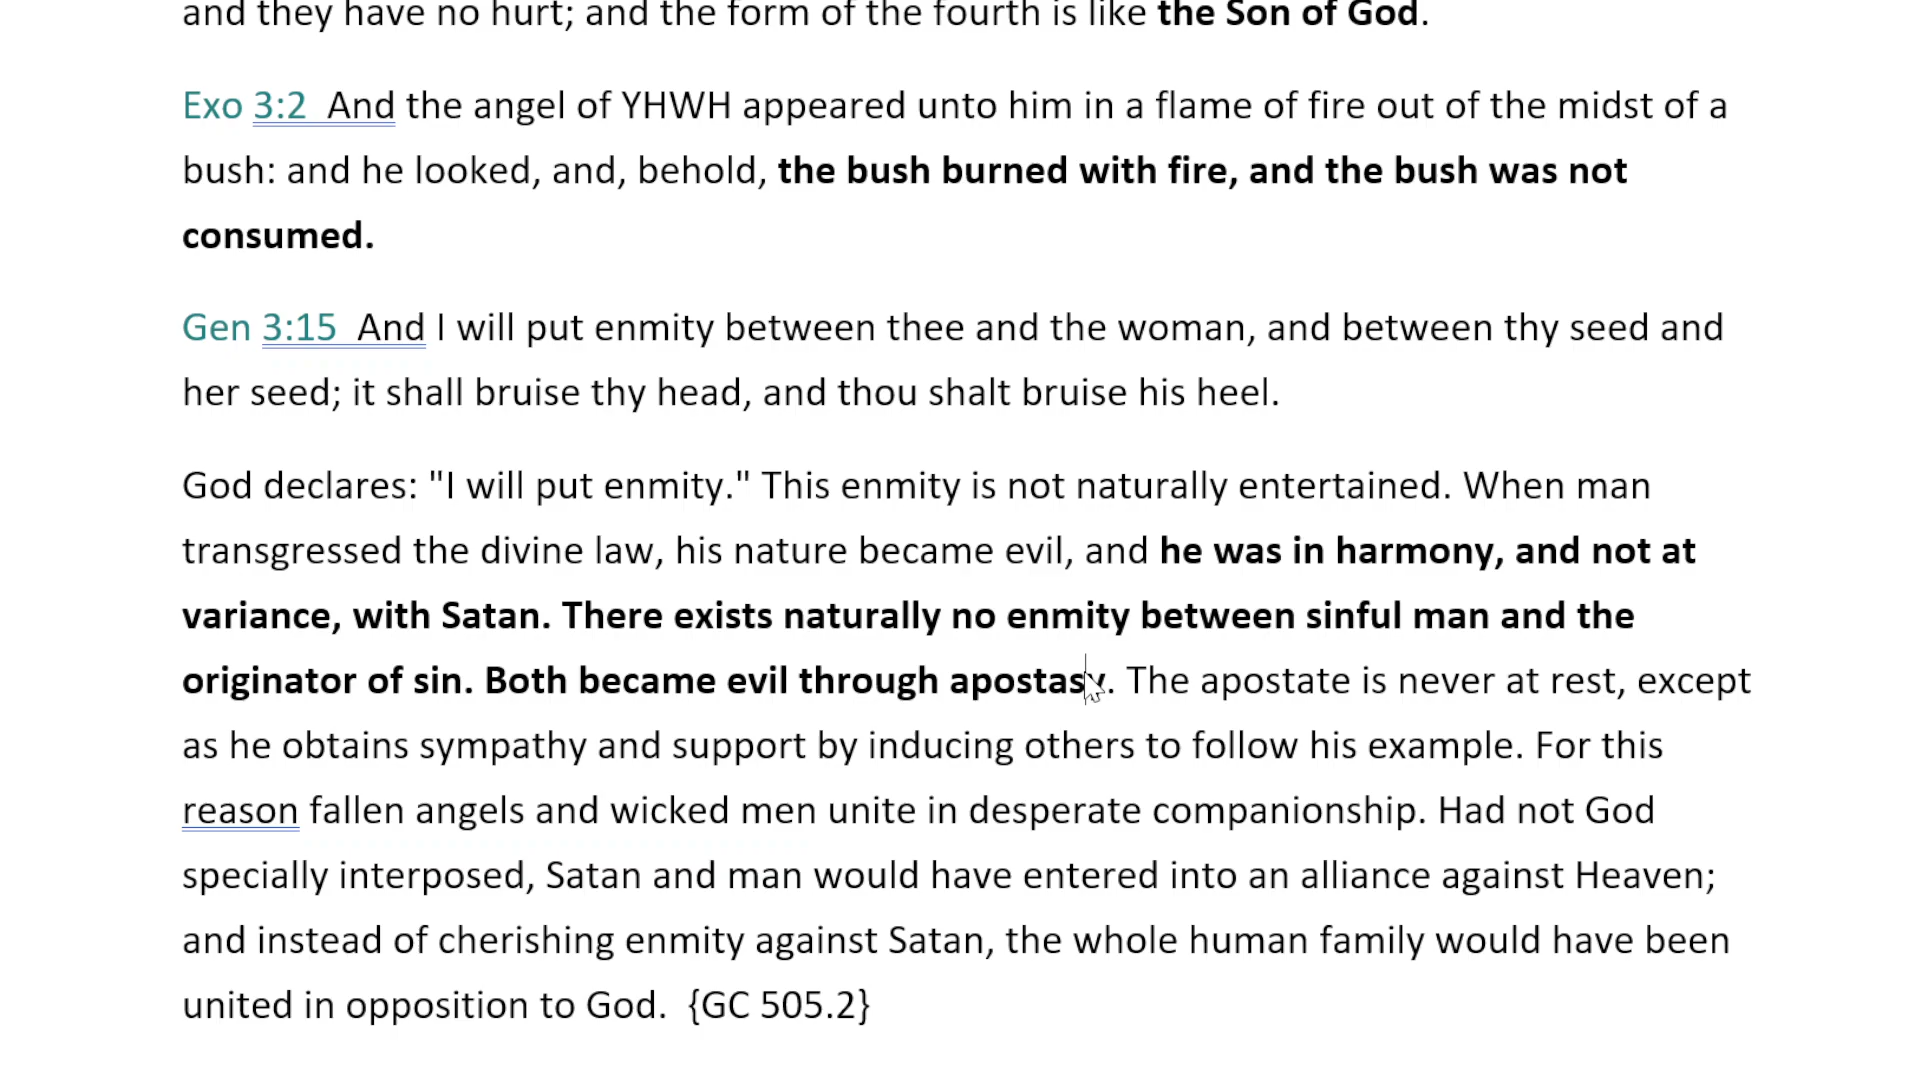 and they have no hurt; and the form of the fourth is like the Son of God.
Exo 3:2  And the angel of YHWH appeared unto him in a flame of fire out of the midst of a
bush: and he looked, and, behold, the bush burned with fire, and the bush was not
consumed.
Gen 3:15  And I will put enmity between thee and the woman, and between thy seed and
her seed; it shall bruise thy head, and thou shalt bruise his heel.
God declares: "I will put enmity." This enmity is not naturally entertained. When man
transgressed the divine law, his nature became evil, and he was in harmony, and not at
variance, with Satan. There exists naturally no enmity between sinful man and the
originator of sin. Both became evil through apostasy. The apostate is never at rest, except
as he obtains sympathy and support by inducing others to follow his example. For this
reason fallen angels and wicked men unite in desperate companionship. Had not God
specially interposed, Satan and man would have entered into an alliance against Heaven;
and instead of cherishing enmity against Satan, the whole human family would have been
united in opposition to God.  {GC 505.2}